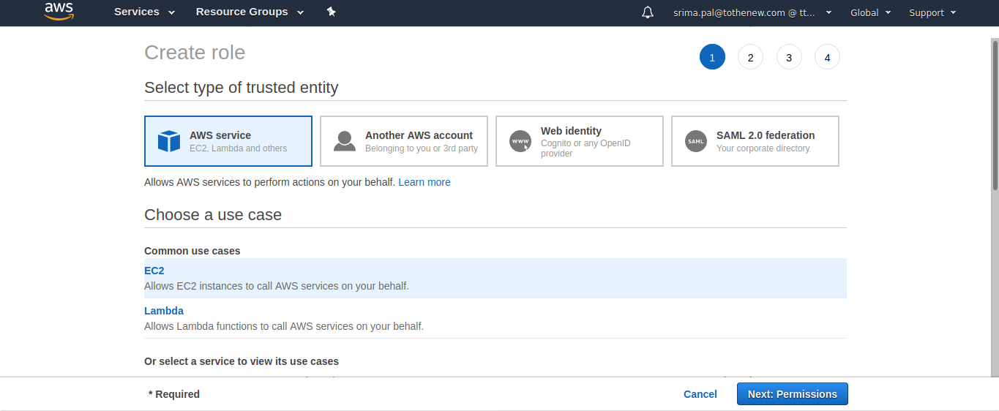 aws Services Resource Groups srima.pal@tothenew.com @ tt... Global Support
Create role 1 2 3 4
Select type of trusted entity
AWS service
EC2, Lambda and others
Another AWS account
Belonging to you or 3rd party
www
Web identity
Cognito or any OpenID
provider
SAML
SAML 2.0 federation
Your corporate directory
Allows AWS services to perform actions on your behalf. Learn more
Choose a use case
Common use cases
EC2
Allows EC2 instances to call AWS services on your behalf.
Lambda
Allows Lambda functions to call AWS services on your behalf.
Or select a service to view its use cases
* Required Cancel Next: Permissions